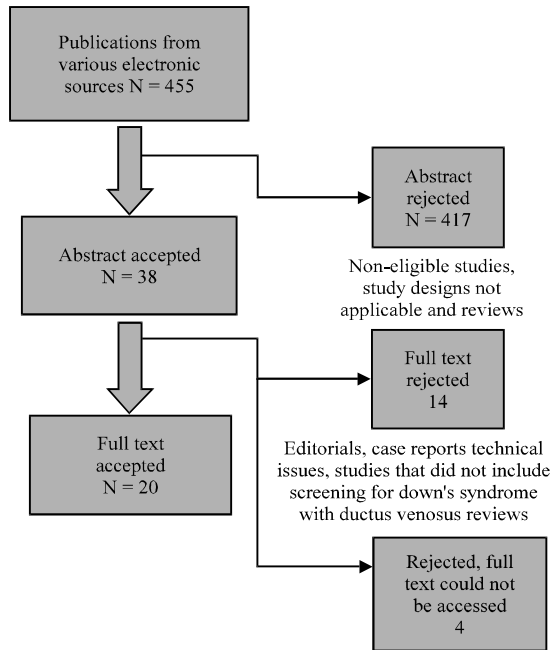 Publications from
various electronic
sources N = 455
Abstract
rejected
N = 417
Abstract accepted
N = 38
Non-eligible studies,
study designs not
applicable and reviews
Full text
rejected
14
Full text
accepted
N = 20
Editorials, case reports technical
issues, studies that did not include
screening for down's syndrome
with ductus venosus reviews
Rejected, full
text could not
be accessed
4